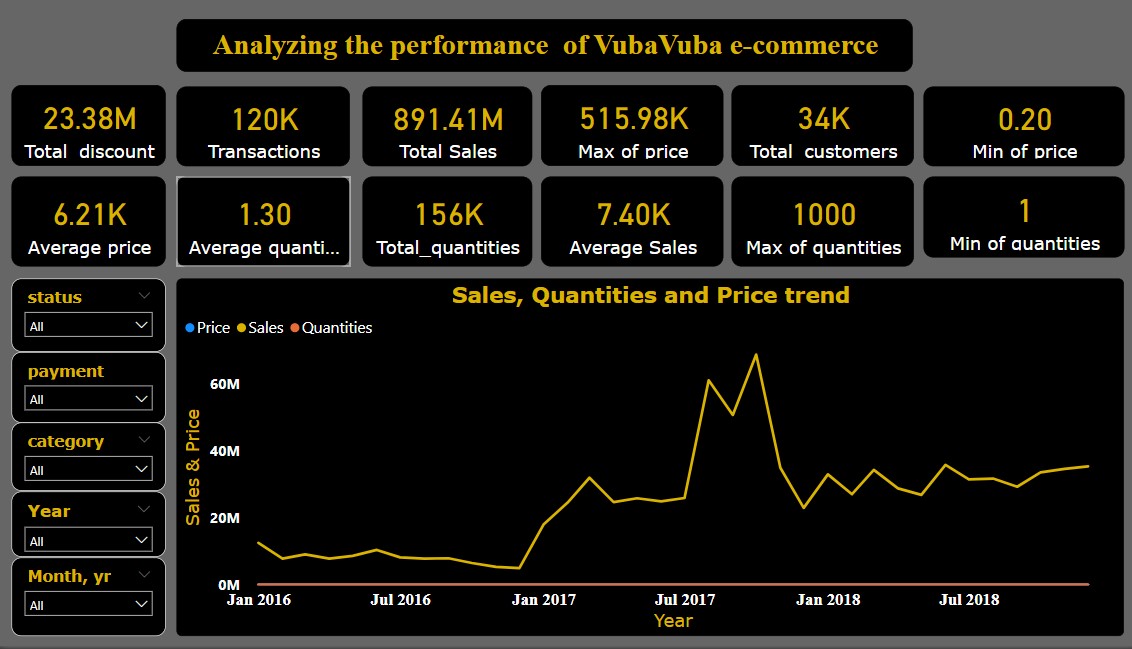 Analyzing the performance  of VubaVuba e-commerce
23.38M
Total_discount
120K
Transactions
891.41M
Total Sales
515.98K
Max of price
34K
Total_customers
0.20
Min of price
6.21K
Average price
1.30
Average quanti...
156K
Total_quantities
7.40K
Average Sales
1000
Max of quantities
1
Min of quantities
status
All
payment
All
category
All
Year
All
Month, yr
All
Sales, Quantities and Price trend
Price Sales Quantities
Sales & Price
60M
40M
20M
0M
Jan 2016 Jul 2016 Jan 2017 Jul 2017 Jan 2018 Jul 2018
Year